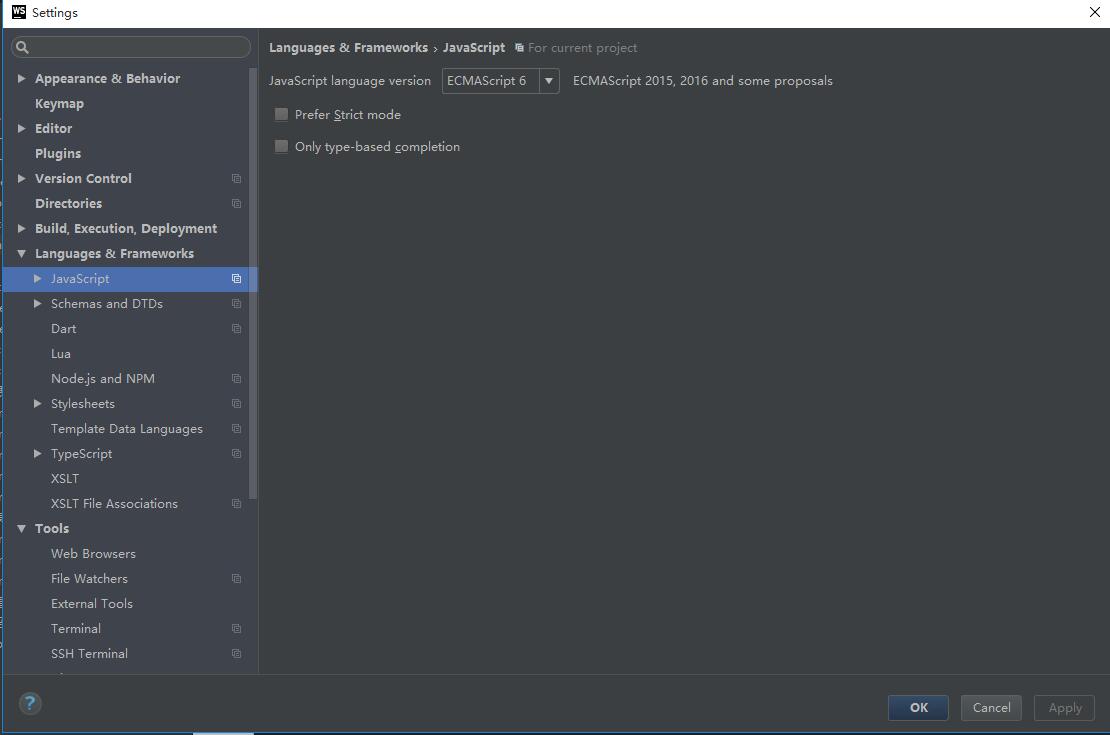 WS Settings
Languages & Frameworks › JavaScript For current project
JavaScript language version ECMAScript 6 ECMAScript 2015, 2016 and some proposals
Prefer Strict mode
Only type-based completion
Appearance & Behavior
Keymap
Editor
Plugins
Version Control
Directories
Build, Execution, Deployment
Languages & Frameworks
JavaScript
Schemas and DTDs
Dart
Lua
Node.js and NPM
Stylesheets
Template Data Languages
TypeScript
XSLT
XSLT File Associations
Tools
Web Browsers
File Watchers
External Tools
Terminal
SSH Terminal
?
OK Cancel Apply